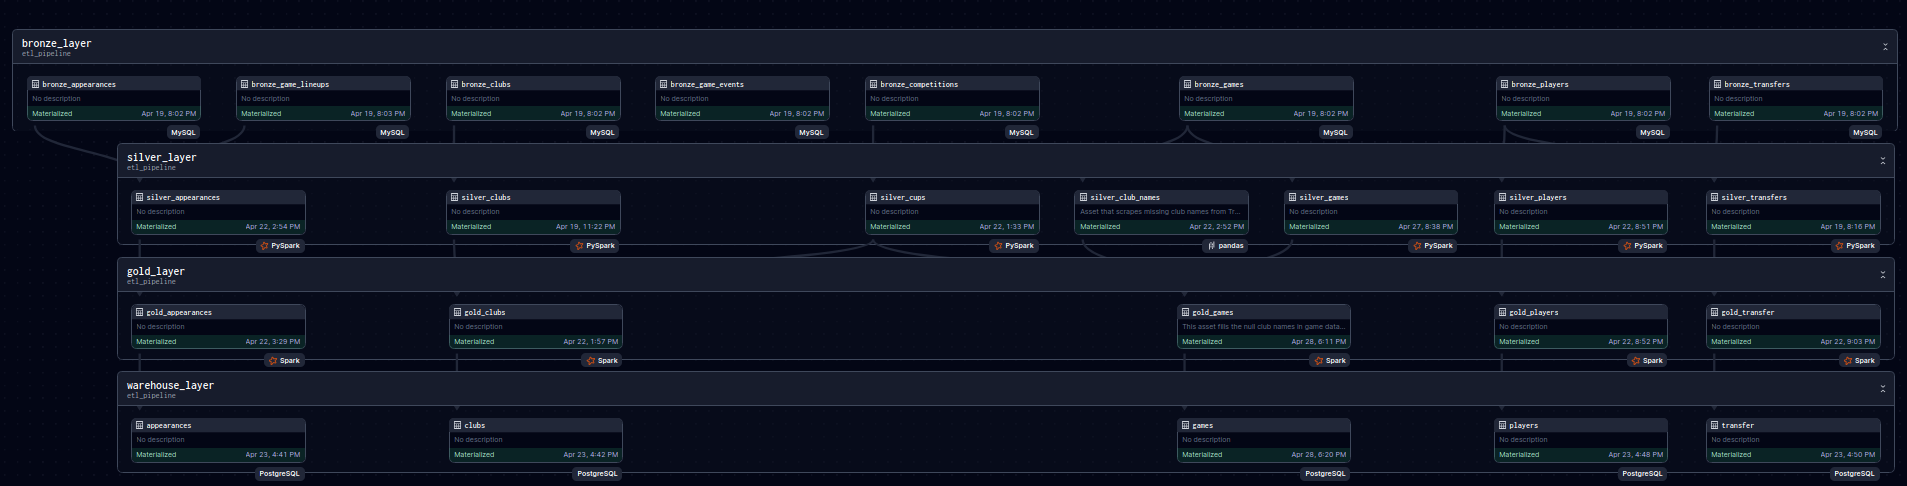 bronze_layer
etl_pipeline
bronze_appearances bronze_game_lineups bronze_clubs bronze_game_events bronze_competitions bronze_games bronze_players bronze_transfers
No description No description No description No description No description No description No description No description
Materialized Apr 19, 8:02 PM Materialized Apr 19, 8:03 PM Materialized Apr 19, 8:02 PM Materialized Apr 19, 8:02 PM Materialized Apr 19, 8:02 PM Materialized Apr 19, 8:02 PM Materialized Apr 19, 8:02 PM Materialized Apr 19, 8:02 PM
MySQL MySQL MySQL MySQL MySQL MySQL MySQL MySQL
silver_layer
etl_pipeline
silver_appearances silver_clubs silver_cups silver_club_names silver_games silver_players silver_transfers
No description No description No description Asset that scrapes missing club names from Tr... No description No description No description
Materialized Apr 22, 2:54 PM Materialized Apr 19, 11:22 PM Materialized Apr 22, 1:33 PM Materialized Apr 22, 2:52 PM Materialized Apr 27, 8:38 PM Materialized Apr 22, 8:51 PM Materialized Apr 19, 8:16 PM
PySpark PySpark PySpark pandas PySpark PySpark PySpark
gold_layer
etl_pipeline
gold_appearances gold_clubs gold_games gold_players gold_transfer
No description No description This asset fills the null club names in game data... No description No description
Materialized Apr 22, 3:29 PM Materialized Apr 22, 1:57 PM Materialized Apr 28, 6:11 PM Materialized Apr 22, 8:52 PM Materialized Apr 22, 9:03 PM
Spark Spark Spark Spark Spark
warehouse_layer
etl_pipeline
appearances clubs games players transfer
No description No description No description No description No description
Materialized Apr 23, 4:41 PM Materialized Apr 23, 4:42 PM Materialized Apr 28, 6:20 PM Materialized Apr 23, 4:48 PM Materialized Apr 23, 4:50 PM
PostgreSQL PostgreSQL PostgreSQL PostgreSQL PostgreSQL